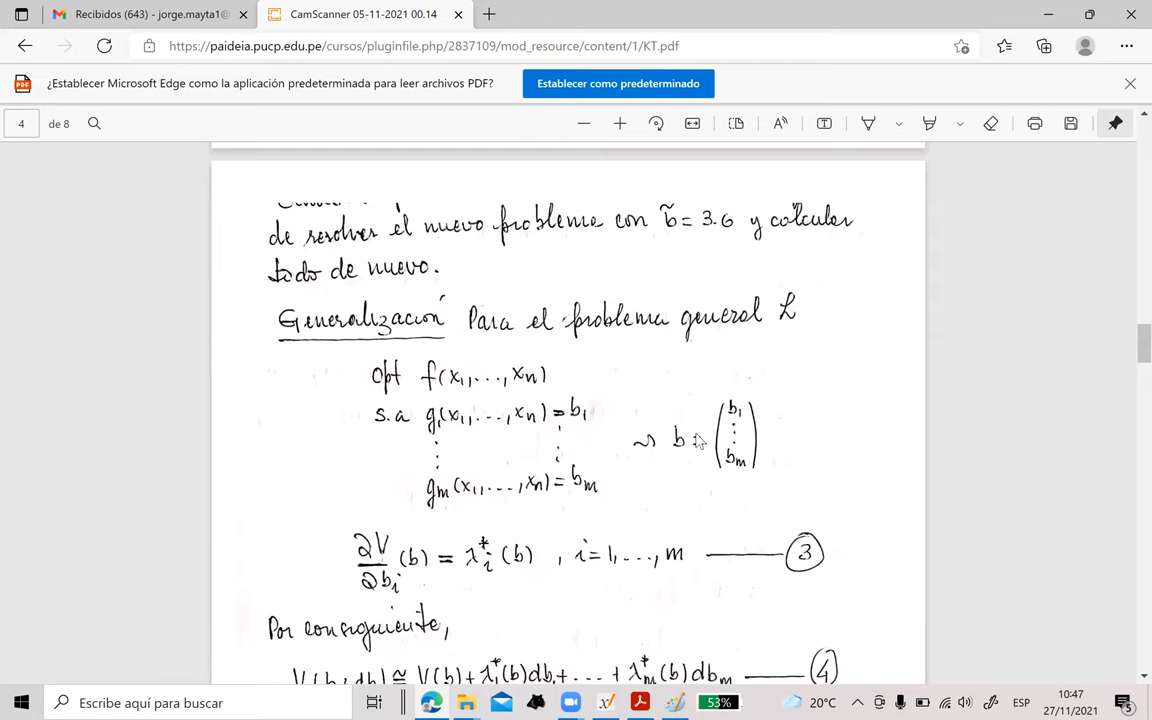 Recibidos (643) - jorge.mayta1@
CamScanner 05-11-2021 00.14
https://paideia.pucp.edu.pe/cursos/pluginfile.php/2837109/mod_resource/content/1/KT.pdf
¿Establecer Microsoft Edge como la aplicación predeterminada para leer archivos PDF?
Establecer como predeterminado
4 de 8
de resolver el nuevo problema con b̃ = 3.6 y calcular
todo de nuevo.
Generalización Para el problema general L
opt f(x₁,...,xₙ)
s.a g₁(x₁,...,xₙ) = b₁
⋮ ⋮
gₘ(x₁,...,xₙ) = bₘ
⇝ b = (b₁ ⋮ bₘ)
∂V/∂bᵢ (b) = λᵢ*(b) , i=1,...,m —— ③
Por consiguiente,
V(b+db) ≅ V(b) + λ₁*(b)db₁ + ... + λₘ*(b)dbₘ —— ④
Escribe aquí para buscar
53%
20°C
ESP
10:47
27/11/2021
5